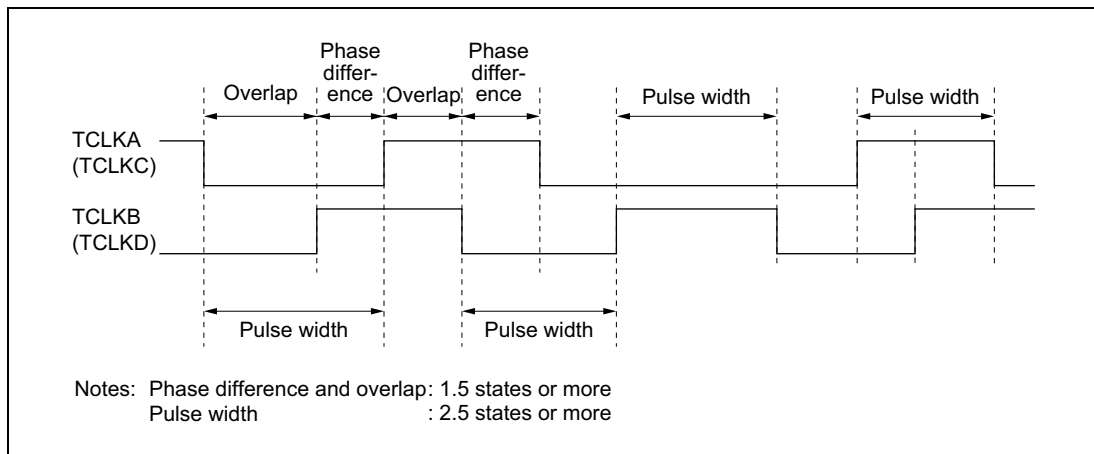 Phase
differ-
ence
Phase
differ-
ence
Overlap
Overlap
Pulse width
Pulse width
TCLKA
(TCLKC)
TCLKB
(TCLKD)
Pulse width
Pulse width
Notes: Phase difference and overlap: 1.5 states or more
Pulse width : 2.5 states or more